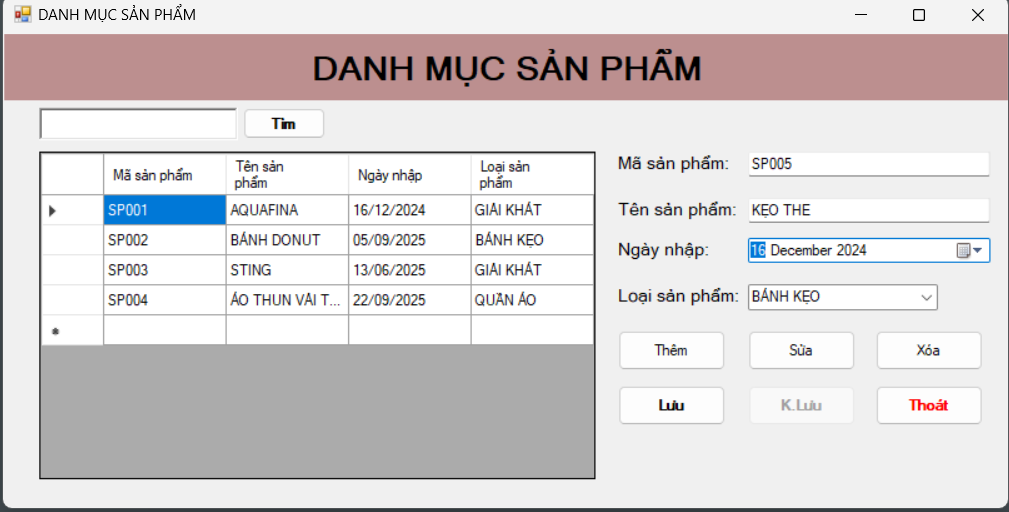 DANH MỤC SẢN PHẨM
DANH MỤC SẢN PHẨM
Tìm
Mã sản phẩm
Tên sản phẩm
Ngày nhập
Loại sản phẩm
SP001 AQUAFINA 16/12/2024 GIẢI KHÁT
SP002 BÁNH DONUT 05/09/2025 BÁNH KẸO
SP003 STING 13/06/2025 GIẢI KHÁT
SP004 ÁO THUN VẢI T... 22/09/2025 QUẦN ÁO
Mã sản phẩm: SP005
Tên sản phẩm: KẸO THE
Ngày nhập: 16 December 2024
Loại sản phẩm: BÁNH KẸO
Thêm Sửa Xóa
Lưu K.Lưu Thoát